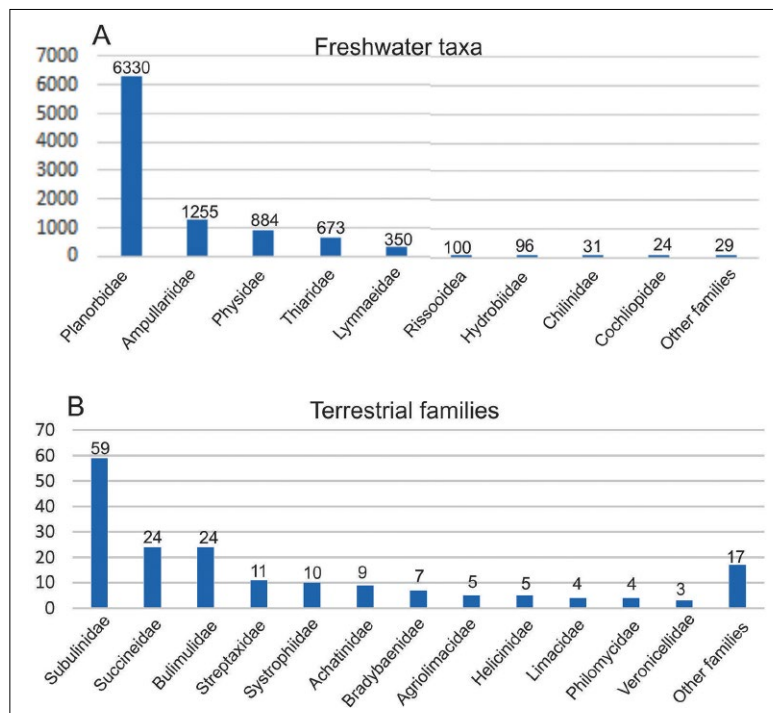 A
Freshwater taxa
7000
6000
5000
4000
3000
2000
1000
0
6330
1255
884
673
350
100
96
31
24
29
Planorbidae
Ampullariidae
Physidae
Thiaridae
Lymnaeidae
Rissooidea
Hydrobiidae
Chilinidae
Cochliopidae
Other families
B
Terrestrial families
70
60
50
40
30
20
10
0
59
24
24
11
10
9
7
5
5
4
4
3
17
Subulinidae
Succineidae
Bulimulidae
Streptaxidae
Systrophiidae
Achatinidae
Bradybaenidae
Agriolimacidae
Helicinidae
Limacidae
Philomycidae
Veronicellidae
Other families